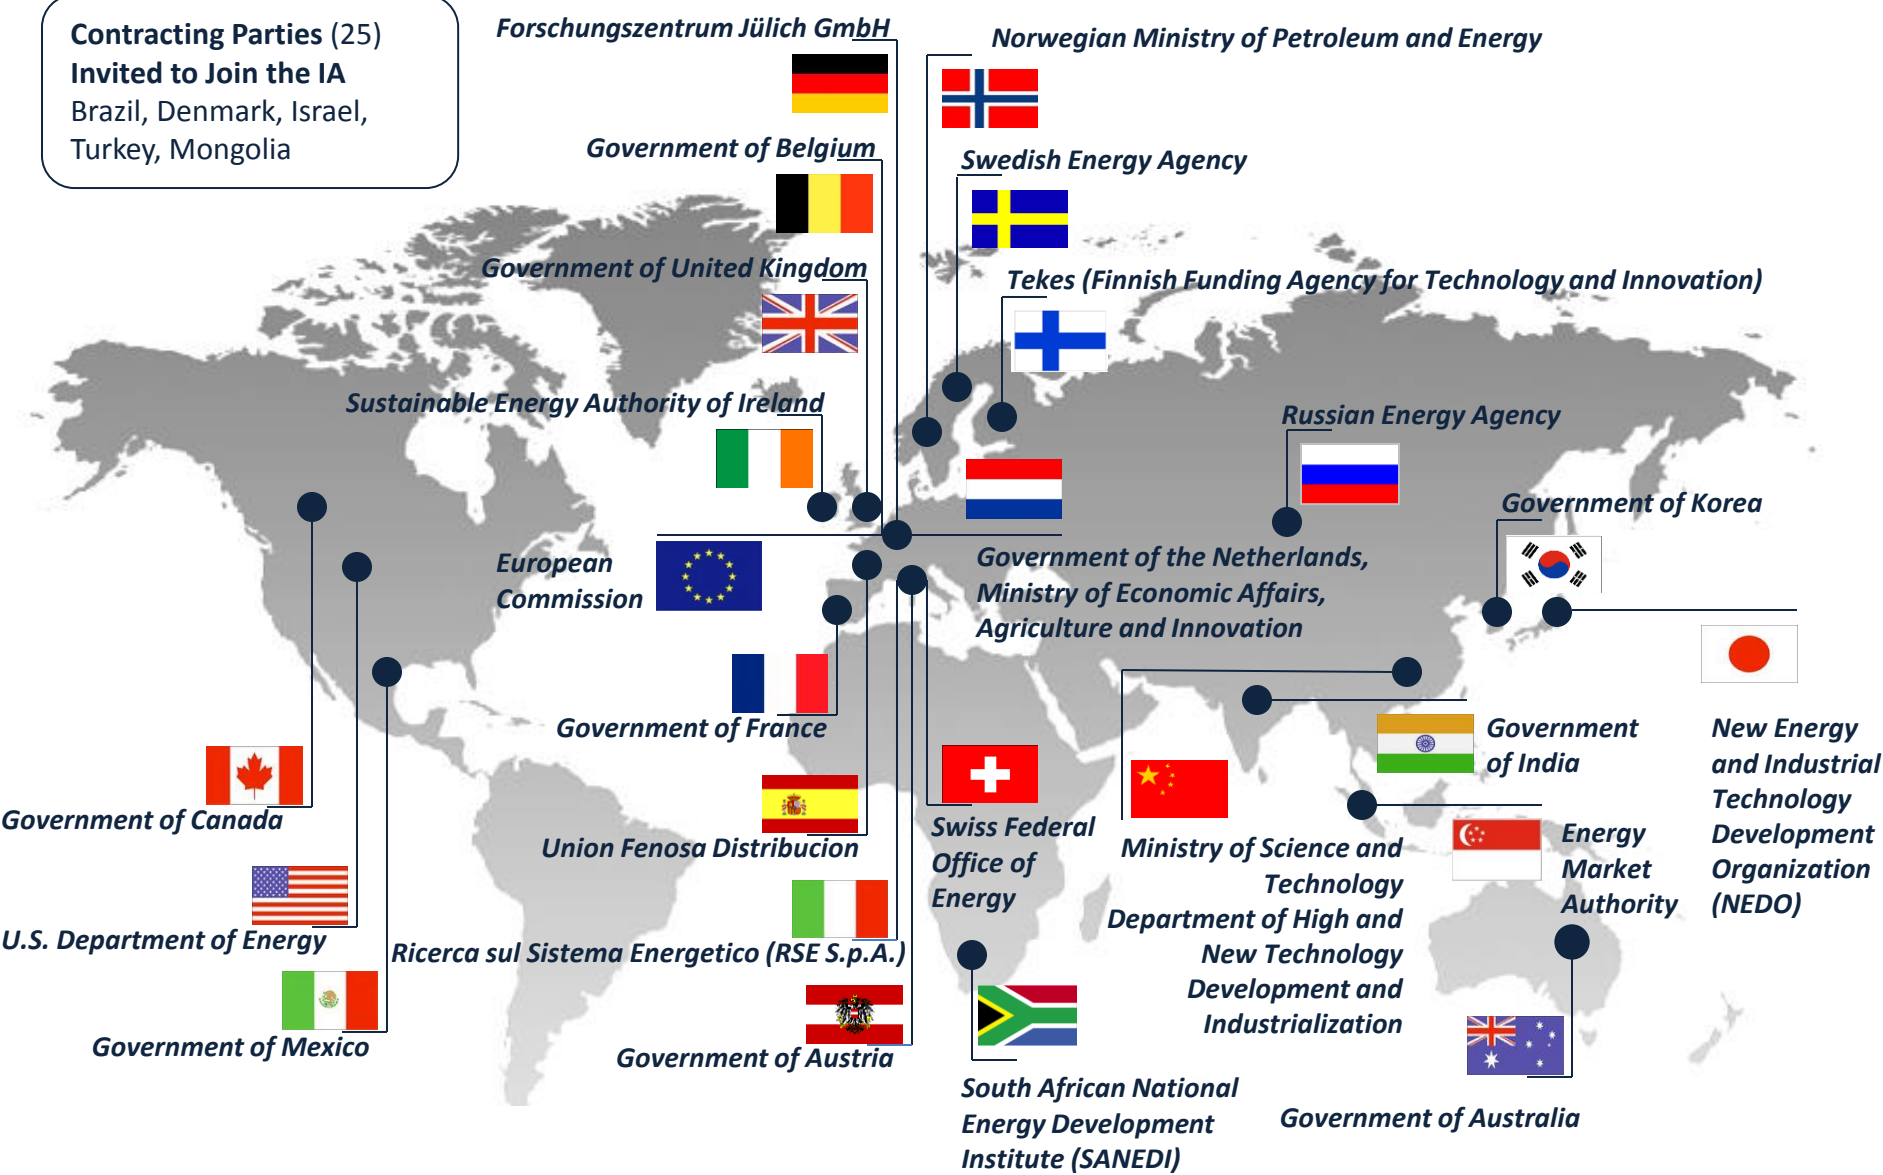 Contracting Parties (25)
Invited to Join the IA
Brazil, Denmark, Israel,
Turkey, Mongolia
Forschungszentrum Jülich GmbH
Norwegian Ministry of Petroleum and Energy
Government of Belgium
Swedish Energy Agency
Government of United Kingdom
Tekes (Finnish Funding Agency for Technology and Innovation)
Sustainable Energy Authority of Ireland
Russian Energy Agency
Government of Korea
European
Commission
Government of the Netherlands,
Ministry of Economic Affairs,
Agriculture and Innovation
Government of France
Government
of India
New Energy
and Industrial
Technology
Development
Organization
(NEDO)
Government of Canada
Union Fenosa Distribucion
Swiss Federal
Office of
Energy
Ministry of Science and
Technology
Department of High and
New Technology
Development and
Industrialization
Energy
Market
Authority
U.S. Department of Energy
Ricerca sul Sistema Energetico (RSE S.p.A.)
Government of Mexico
Government of Austria
South African National
Energy Development
Institute (SANEDI)
Government of Australia